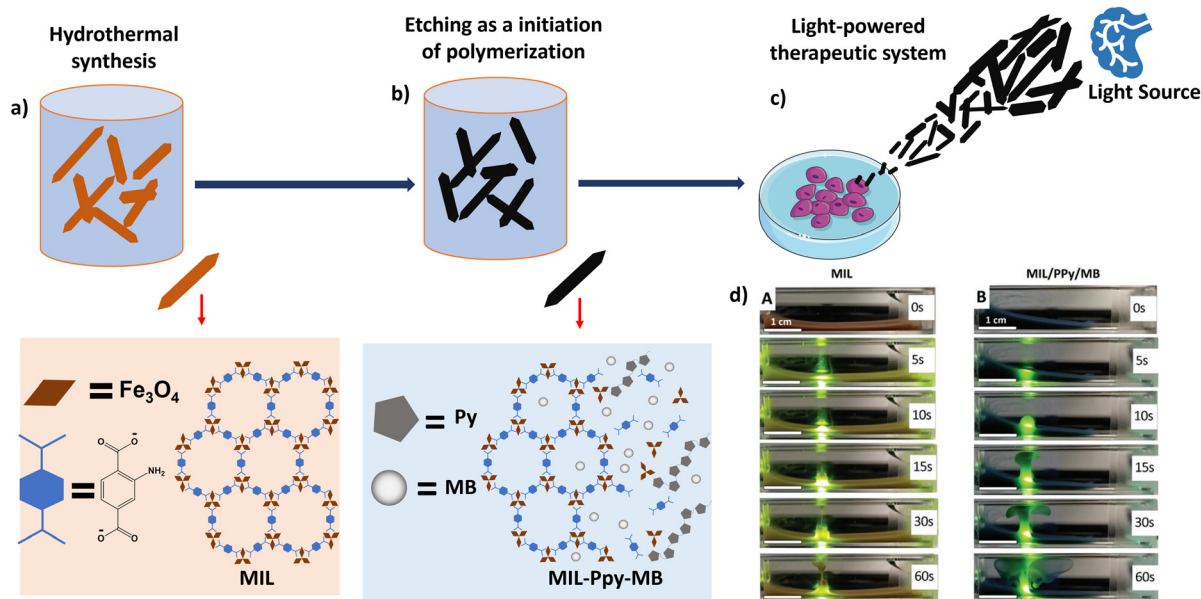 Hydrothermal
synthesis
a)
Etching as a initiation
of polymerization
b)
Light-powered
therapeutic system
c)
Light Source
= Fe₃O₄
=
O
O⁻
NH₂
O⁻
O
MIL
= Py
= MB
MIL-Ppy-MB
d)
MIL
A
1 cm
0s
5s
10s
15s
30s
60s
MIL/PPy/MB
B
1 cm
0s
5s
10s
15s
30s
60s